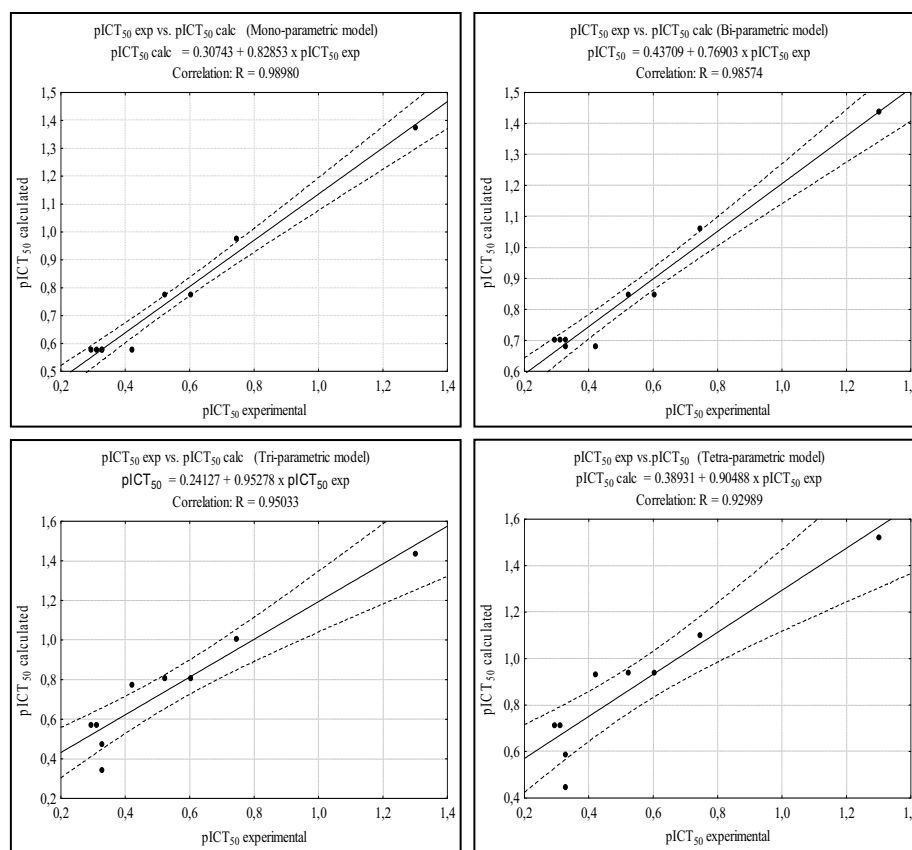 pICT50 exp vs. pICT50 calc (Mono-parametric model)
pICT50 calc = 0.30743 + 0.82853 x pICT50 exp
Correlation: R = 0.98980
1,5
1,4
1,3
1,2
1,1
1,0
0,9
0,8
0,7
0,6
0,5
pICT50 calculated
0,2 0,4 0,6 0,8 1,0 1,2 1,4
pICT50 experimental
pICT50 exp vs. pICT50 calc (Bi-parametric model)
pICT50 = 0.43709 + 0.76903 x pICT50 exp
Correlation: R = 0.98574
1,5
1,4
1,3
1,2
1,1
1,0
0,9
0,8
0,7
0,6
pICT50 calculated
0,2 0,4 0,6 0,8 1,0 1,2 1,4
pICT50 experimental
pICT50 exp vs. pICT50 calc (Tri-parametric model)
pICT50 = 0.24127 + 0.95278 x pICT50 exp
Correlation: R = 0.95033
1,6
1,4
1,2
1,0
0,8
0,6
0,4
0,2
pICT50 calculated
0,2 0,4 0,6 0,8 1,0 1,2 1,4
pICT50 experimental
pICT50 exp vs.pICT50 (Tetra-parametric model)
pICT50 calc = 0.38931 + 0.90488 x pICT50 exp
Correlation: R = 0.92989
1,6
1,4
1,2
1,0
0,8
0,6
0,4
pICT50 calculated
0,2 0,4 0,6 0,8 1,0 1,2
pICT50 experimental